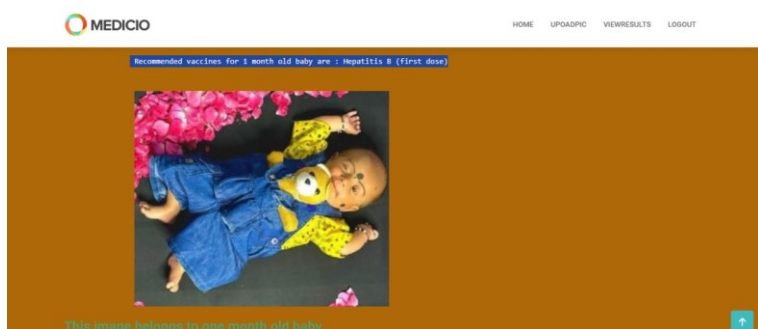 MEDICIO
HOME UPOADPIC VIEWRESULTS LOGOUT
Recommended vaccines for 1 month old baby are : Hepatitis B (first dose)
This image belongs to one month old baby